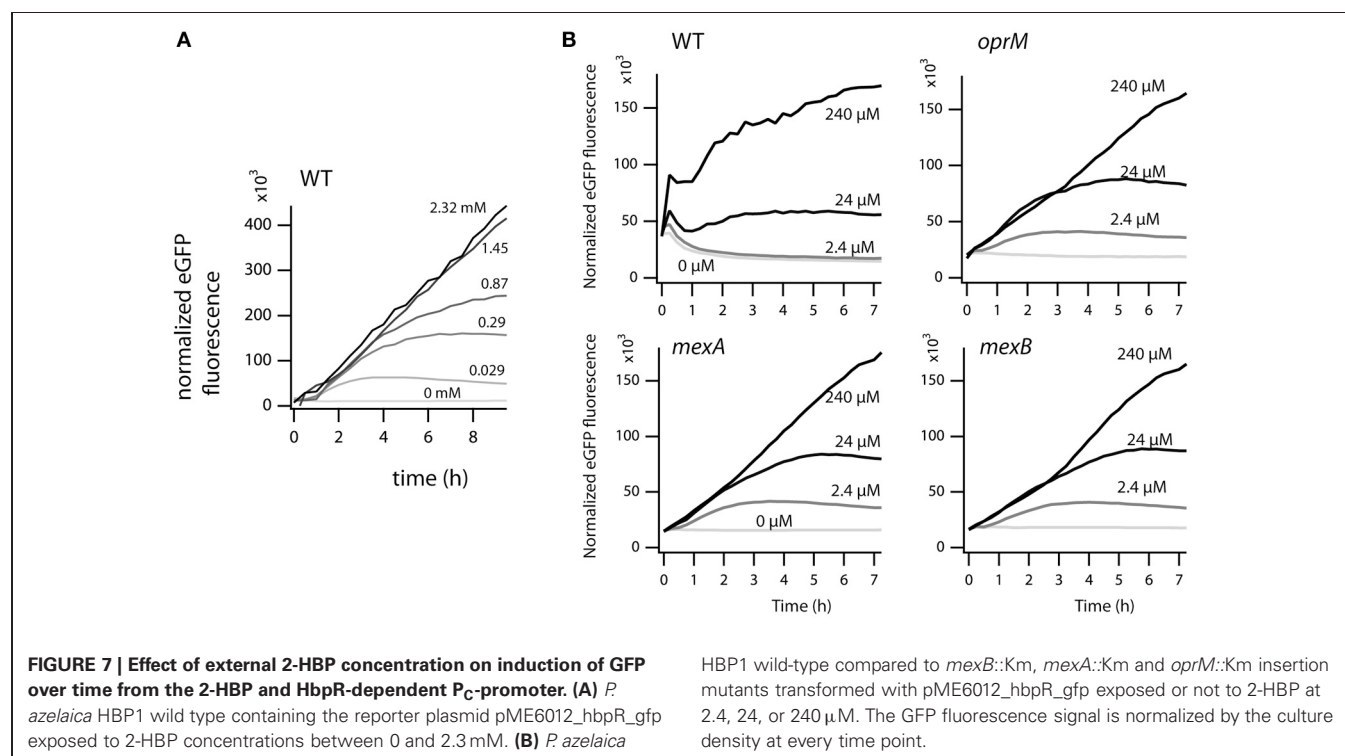 A
WT
normalized eGFP
fluorescence
x10³
400
300
200
100
0
2.32 mM
1.45
0.87
0.29
0.029
0 mM
0 2 4 6 8
time (h)
B
WT
Normalized eGFP fluorescence
x10³
150
100
50
0
240 µM
24 µM
2.4 µM
0 µM
0 1 2 3 4 5 6 7
oprM
x10³
150
100
50
0
240 µM
24 µM
2.4 µM
0 1 2 3 4 5 6 7
mexA
Normalized eGFP fluorescence
x10³
150
100
50
0
240 µM
24 µM
2.4 µM
0 µM
0 1 2 3 4 5 6 7
Time (h)
mexB
x10³
150
100
50
0
240 µM
24 µM
2.4 µM
0 1 2 3 4 5 6 7
Time (h)
FIGURE 7 | Effect of external 2-HBP concentration on induction of GFP
over time from the 2-HBP and HbpR-dependent PC-promoter. (A) P.
azelaica HBP1 wild type containing the reporter plasmid pME6012_hbpR_gfp
exposed to 2-HBP concentrations between 0 and 2.3 mM. (B) P. azelaica
HBP1 wild-type compared to mexB::Km, mexA::Km and oprM::Km insertion
mutants transformed with pME6012_hbpR_gfp exposed or not to 2-HBP at
2.4, 24, or 240 µM. The GFP fluorescence signal is normalized by the culture
density at every time point.